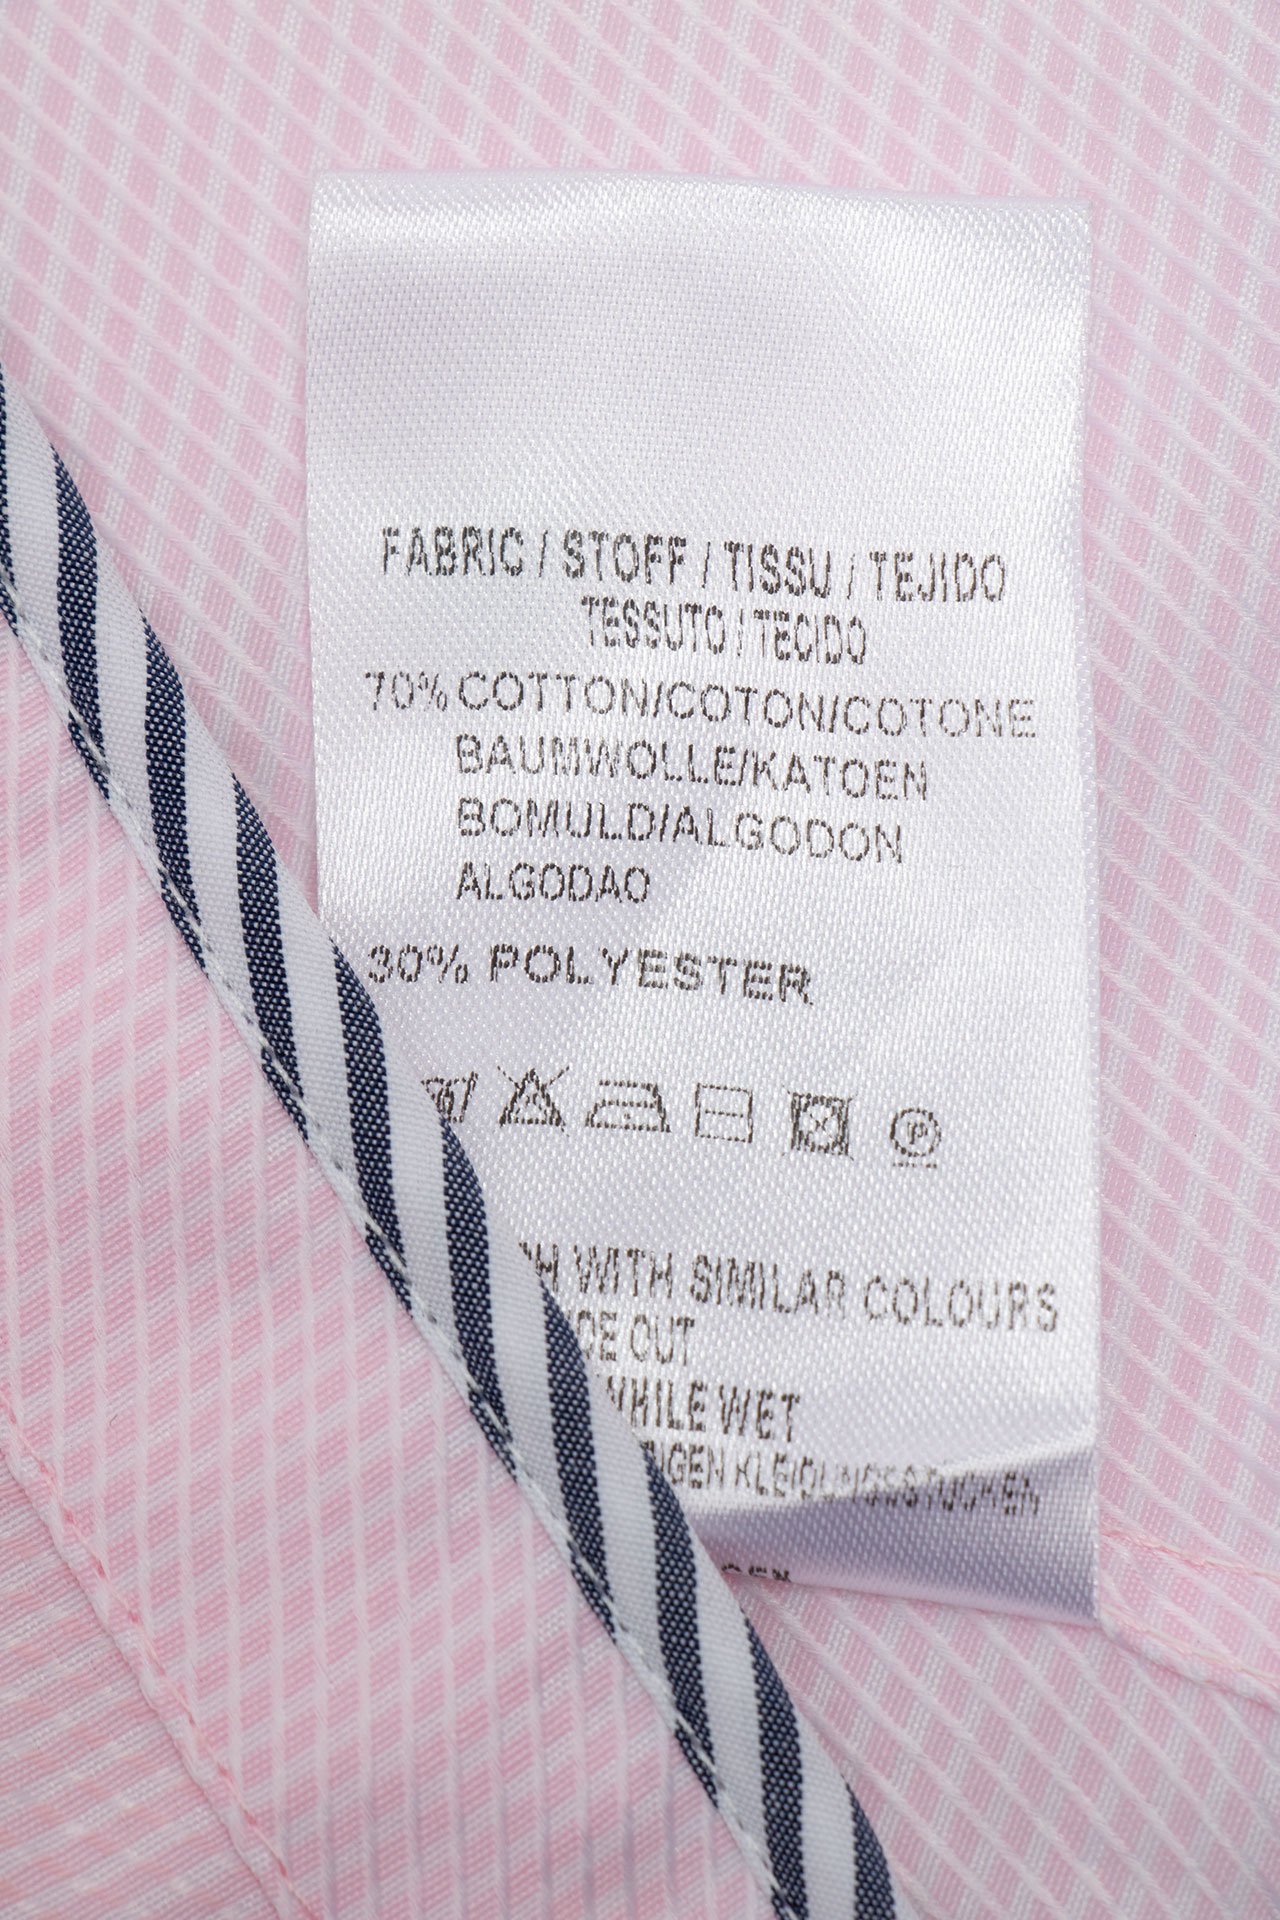 FABRIC / STOFF / TISSU / TEJIDO
TESSUTO / TECIDO
70% COTTON/COTON/COTONE
BAUMWOLLE/KATOEN
BOMULD/ALGODON
ALGODAO
30% POLYESTER
P
WITH SIMILAR COLOURS
OUT
WHILE WET
KLEIDUNGSSTUCKEN